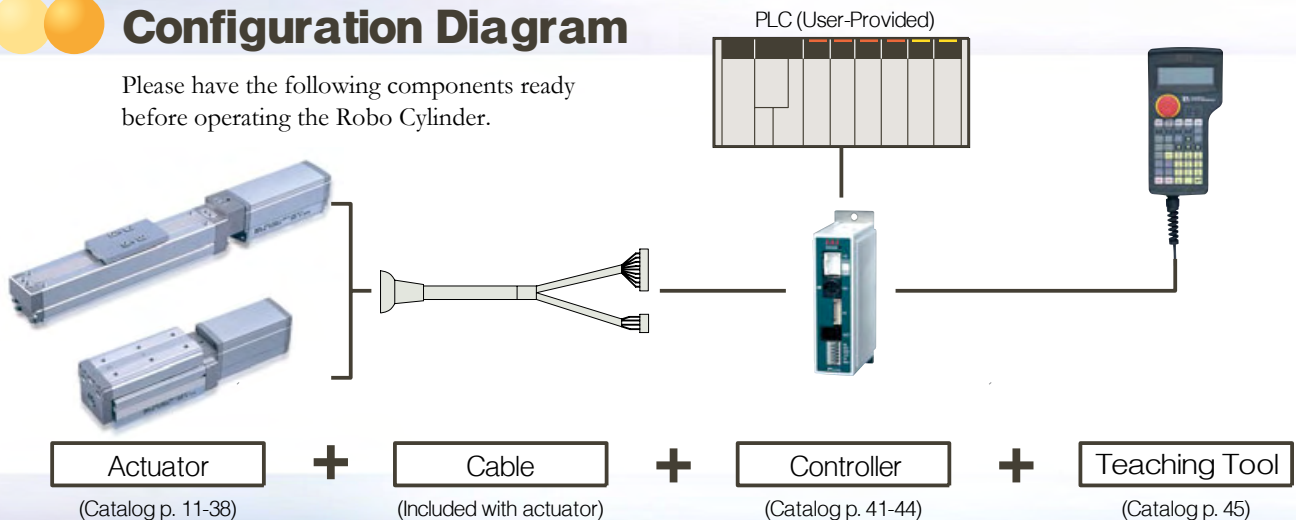 Configuration Diagram
PLC (User-Provided)
Please have the following components ready
before operating the Robo Cylinder.
Actuator + Cable + Controller + Teaching Tool
(Catalog p. 11-38) (Included with actuator) (Catalog p. 41-44) (Catalog p. 45)